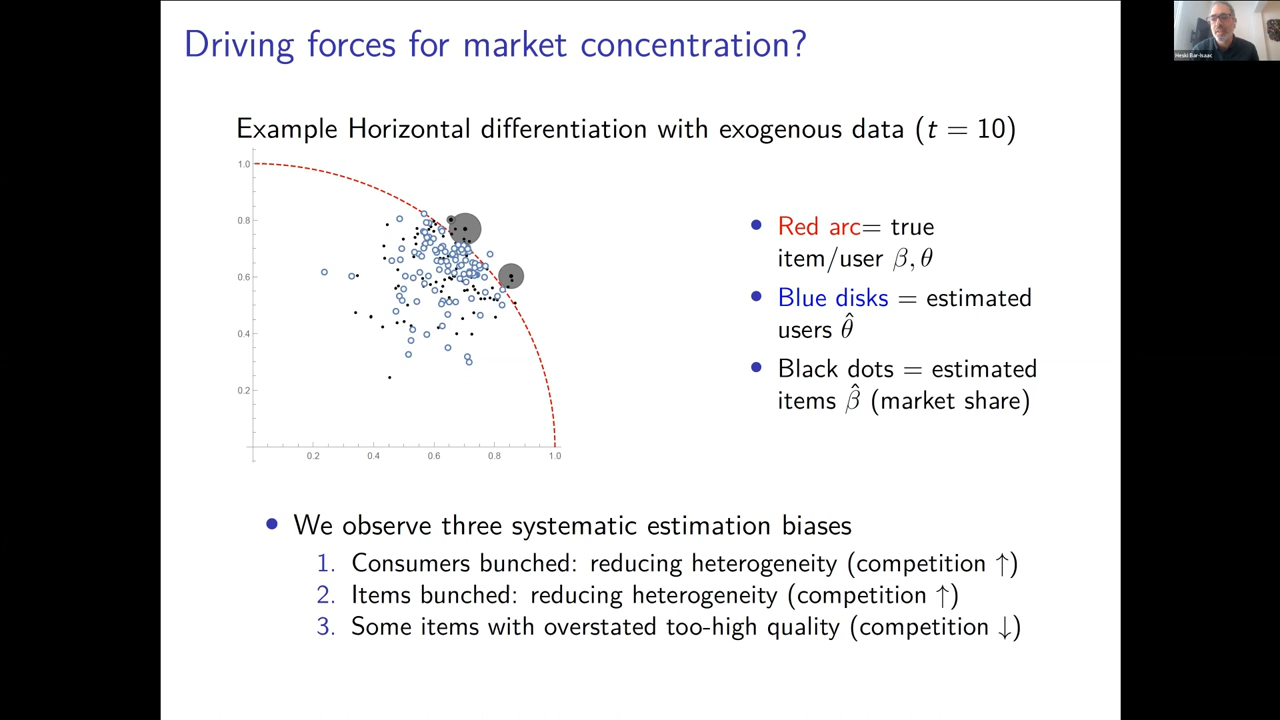 Driving forces for market concentration?
Heski Bar-Isaac
Example Horizontal differentiation with exogenous data (t = 10)
1.0
0.8
0.6
0.4
0.2
0.2 0.4 0.6 0.8 1.0
• Red arc= true
item/user β, θ
• Blue disks = estimated
users θ̂
• Black dots = estimated
items β̂ (market share)
• We observe three systematic estimation biases
1. Consumers bunched: reducing heterogeneity (competition ↑)
2. Items bunched: reducing heterogeneity (competition ↑)
3. Some items with overstated too-high quality (competition ↓)